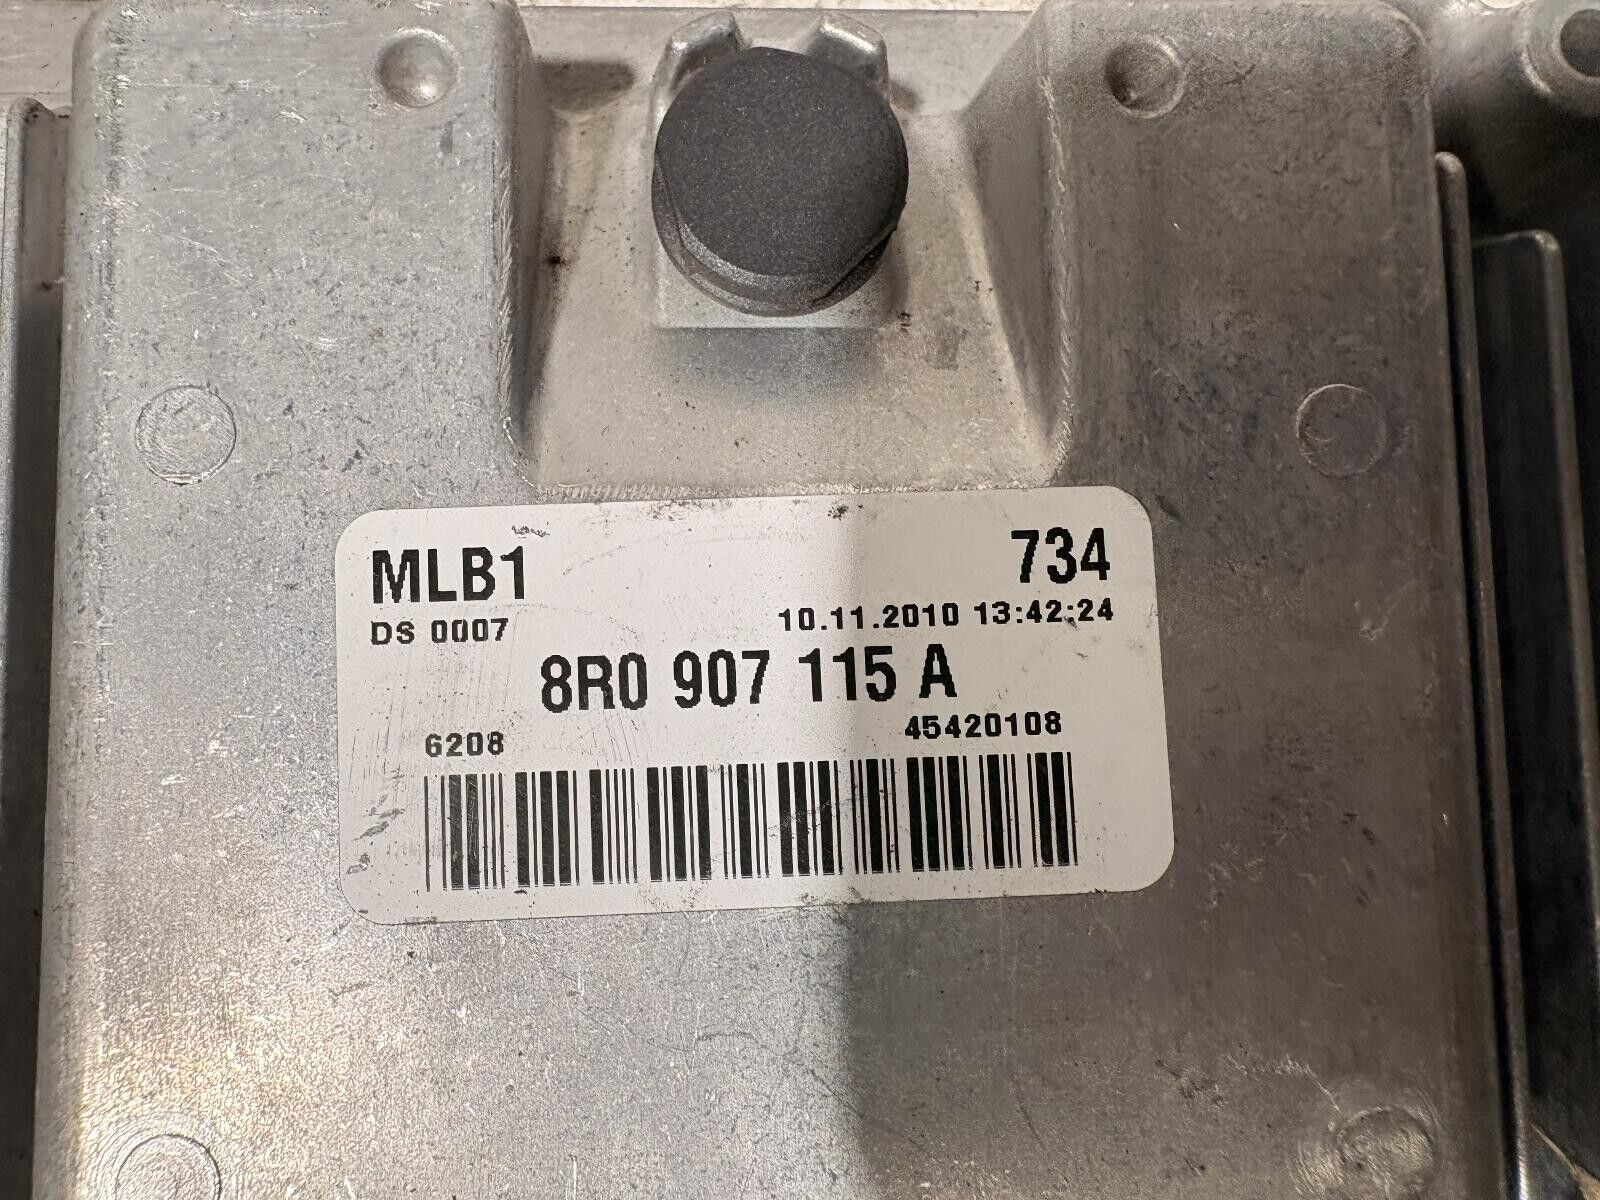 MLB1 734
DS 0007 10.11.2010 13:42:24
8R0 907 115 A
6208 45420108